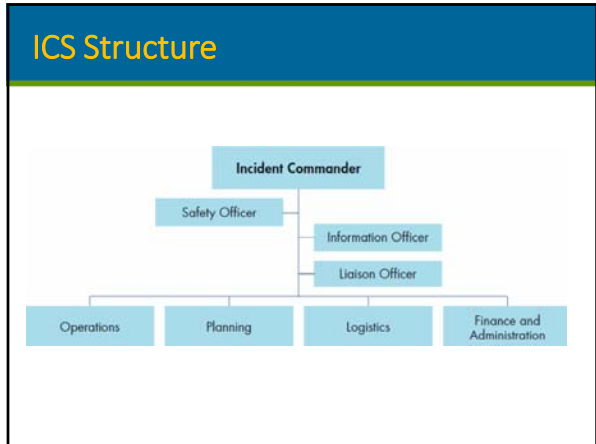 ICS Structure
Incident Commander
Safety Officer
Information Officer
Liaison Officer
Operations
Planning
Logistics
Finance and
Administration